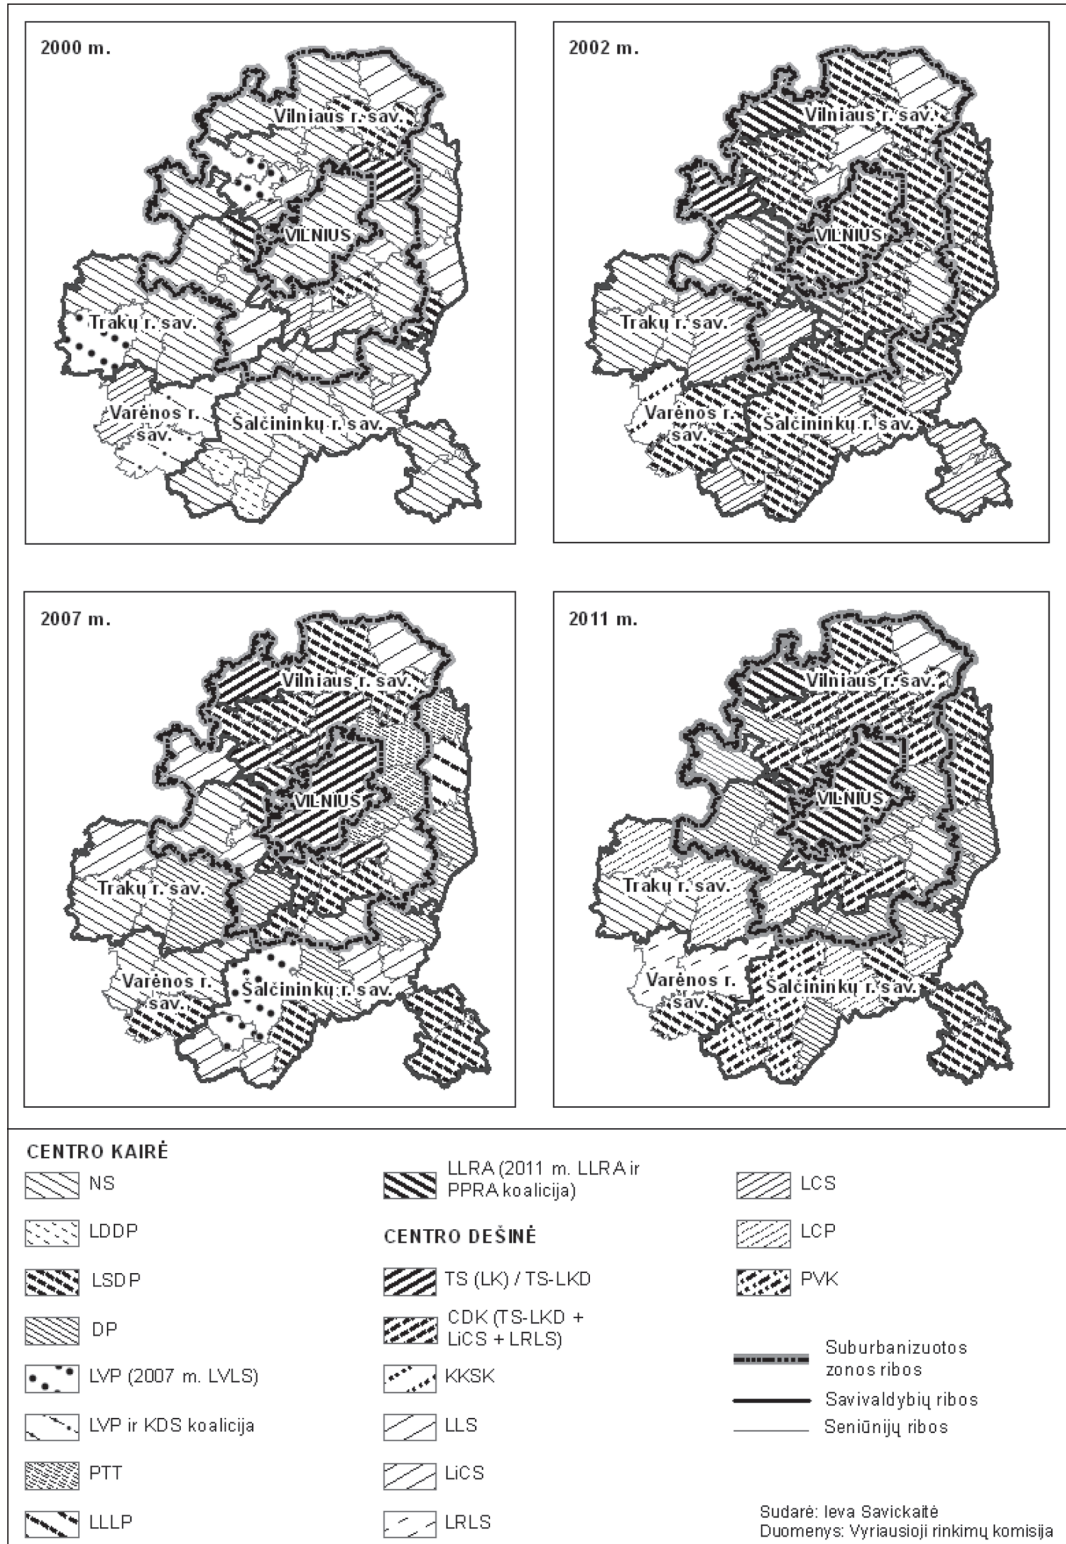 2000 m.
Vilniaus r. sav.
VILNIUS
Trakų r. sav.
Varėnos r.
sav.
Šalčininkų r. sav.
2002 m.
Vilniaus r. sav.
VILNIUS
Trakų r. sav.
Varėnos r.
sav.
Šalčininkų r. sav.
2007 m.
Vilniaus r. sav.
VILNIUS
Trakų r. sav.
Varėnos r.
sav.
Šalčininkų r. sav.
2011 m.
Vilniaus r. sav.
VILNIUS
Trakų r. sav.
Varėnos r.
sav.
Šalčininkų r. sav.
CENTRO KAIRĖ
NS
LDDP
LSDP
DP
LVP (2007 m. LVLS)
LVP ir KDS koalicija
PTT
LLLP
LLRA (2011 m. LLRA ir
PPRA koalicija)
CENTRO DEŠINĖ
TS (LK) / TS-LKD
CDK (TS-LKD +
LiCS + LRLS)
KKSK
LLS
LiCS
LRLS
LCS
LCP
PVK
Suburbanizuotos
zonos ribos
Savivaldybių ribos
Seniūnijų ribos
Sudarė: Ieva Savickaitė
Duomenys: Vyriausioji rinkimų komisija